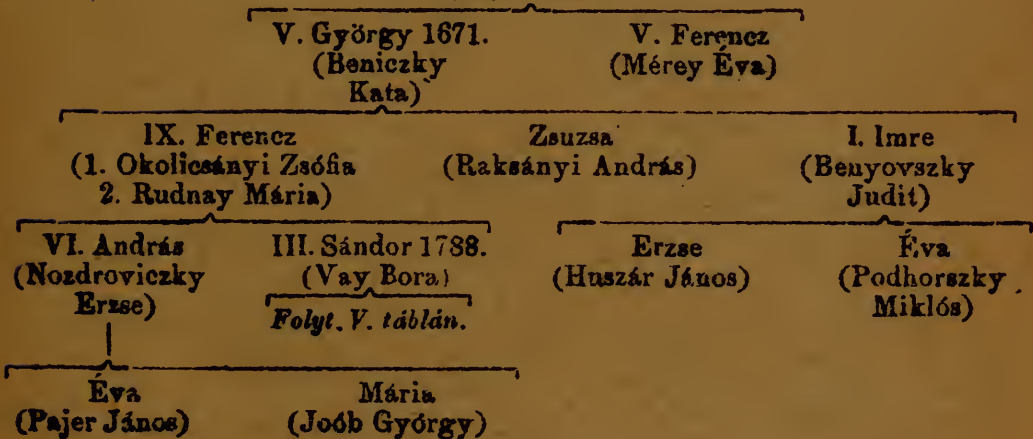 V. György 1671. V. Ferencz
(Beniczky (Mérey Éva)
Kata)
IX. Ferencz Zsuzsa I. Imre
(1. Okolicsányi Zsófia (Raksányi András) (Benyovszky
2. Rudnay Mária) Judit)
VI. András III. Sándor 1788. Erzse Éva
(Nozdroviczky (Vay Bora) (Huszár János) (Podhorszky
Erzse) Folyt. V. táblán. Miklós)
Éva Mária
(Pajer János) (Joób György)